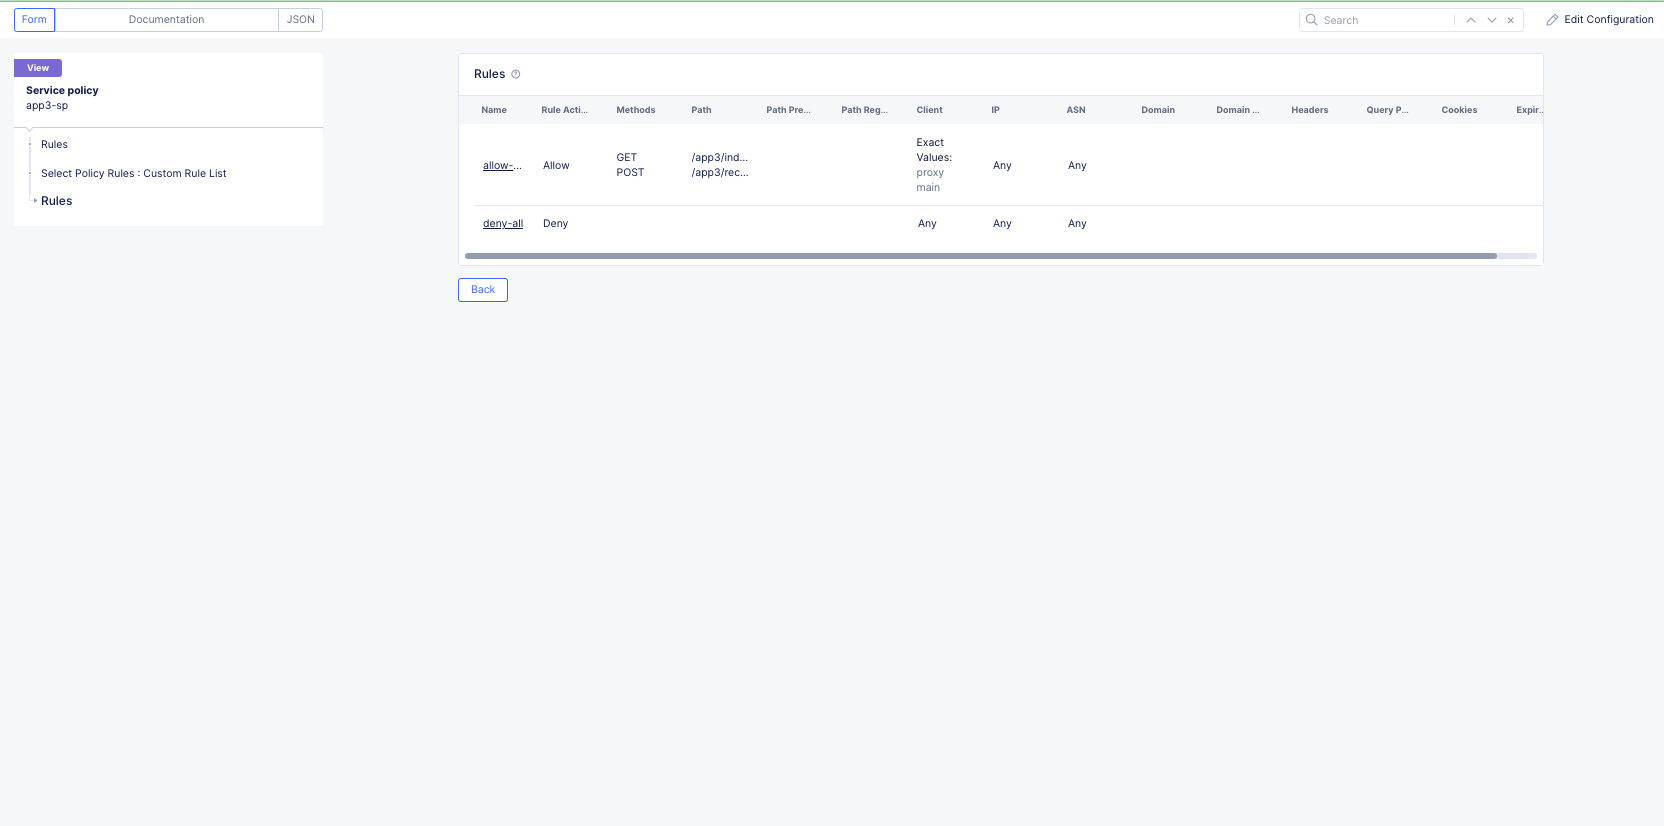 Form Documentation JSON Search Edit Configuration
View
Service policy
app3-sp
Rules
Select Policy Rules : Custom Rule List
Rules
Rules
Name Rule Acti... Methods Path Path Pre... Path Reg... Client IP ASN Domain Domain ... Headers Query P... Cookies Expir...
allow-... Allow GET POST /app3/ind... /app3/rec... Exact Values: proxy main Any Any
deny-all Deny Any Any Any
Back